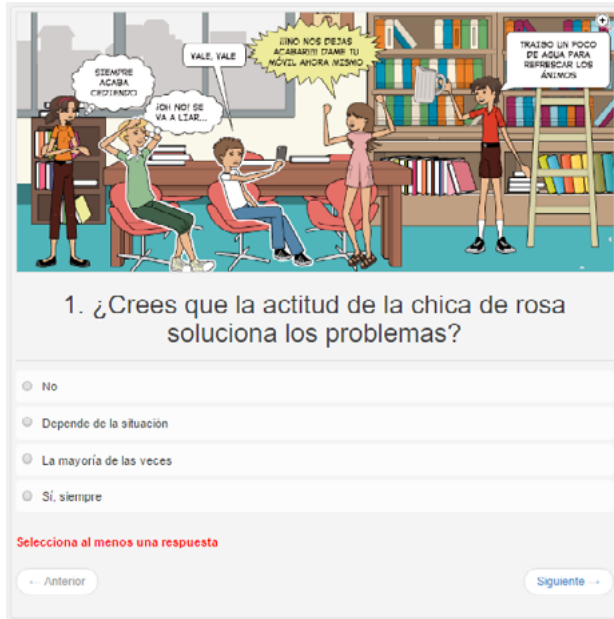 SIEMPRE
ACABA
CEDIENDO
¡OH NO! SE
VA A LIAR...
VALE, VALE
¡¡¡NO NOS DEJAS
ACABAR!!! DAME TU
MÓVIL AHORA MISMO
TRAIGO UN POCO
DE AGUA PARA
REFRESCAR LOS
ÁNIMOS
1. ¿Crees que la actitud de la chica de rosa
soluciona los problemas?
No
Depende de la situación
La mayoría de las veces
Sí, siempre
Selecciona al menos una respuesta
← Anterior
Siguiente →